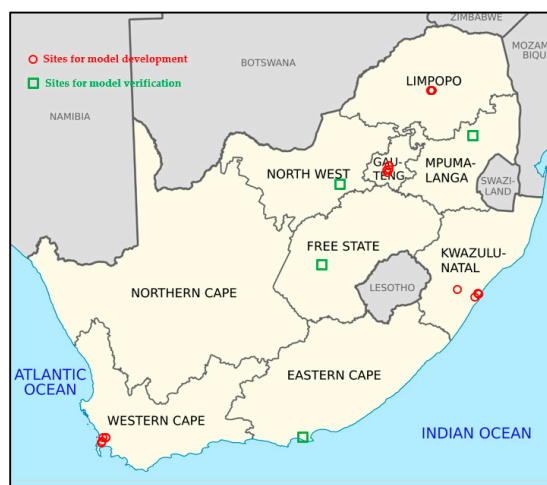 ZIMBABWE
MOZAM
BIQU
BOTSWANA
Sites for model development
Sites for model verification
NAMIBIA
LIMPOPO
GAU-
TENG
NORTH WEST
MPUMA-
LANGA
SWAZI-
LAND
FREE STATE
KWAZULU-
NATAL
LESOTHO
NORTHERN CAPE
ATLANTIC
OCEAN
EASTERN CAPE
WESTERN CAPE
INDIAN OCEAN